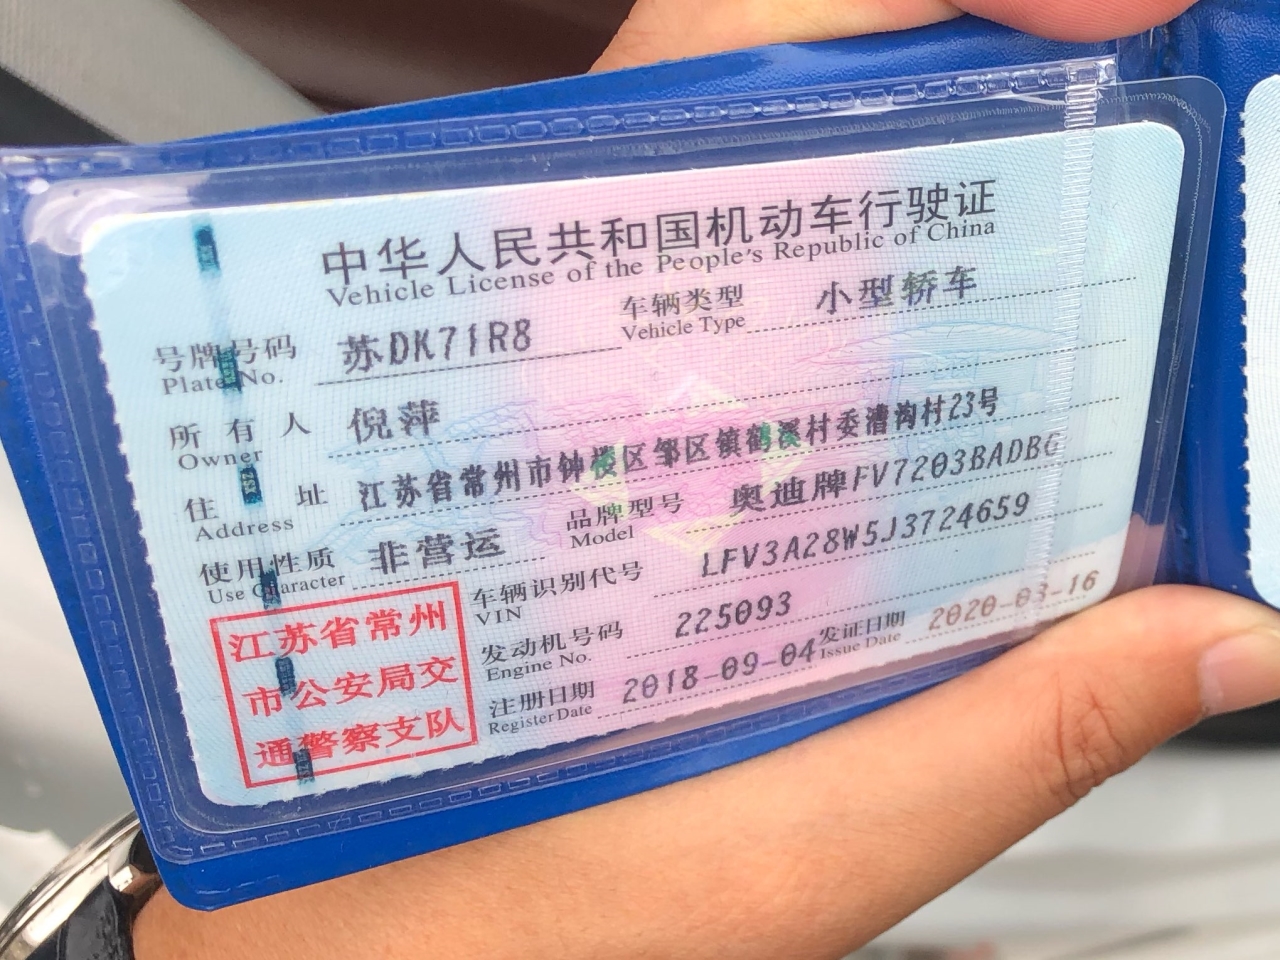 中华人民共和国机动车行驶证
Vehicle License of the People's Republic of China
号牌号码 苏DK71R8 车辆类型 小型轿车
Plate No. Vehicle Type
所有人 倪萍
Owner
住址 江苏省常州市钟楼区邹区镇鹤溪村委漕沟村23号
Address
使用性质 非营运 品牌型号 奥迪牌FV7203BADBG
Use Character Model
车辆识别代号 LFV3A28W5J3724659
VIN
发动机号码 225093
Engine No.
注册日期 2018-09-04 发证日期 2020-03-16
Register Date Issue Date
江苏省常州
市公安局交
通警察支队